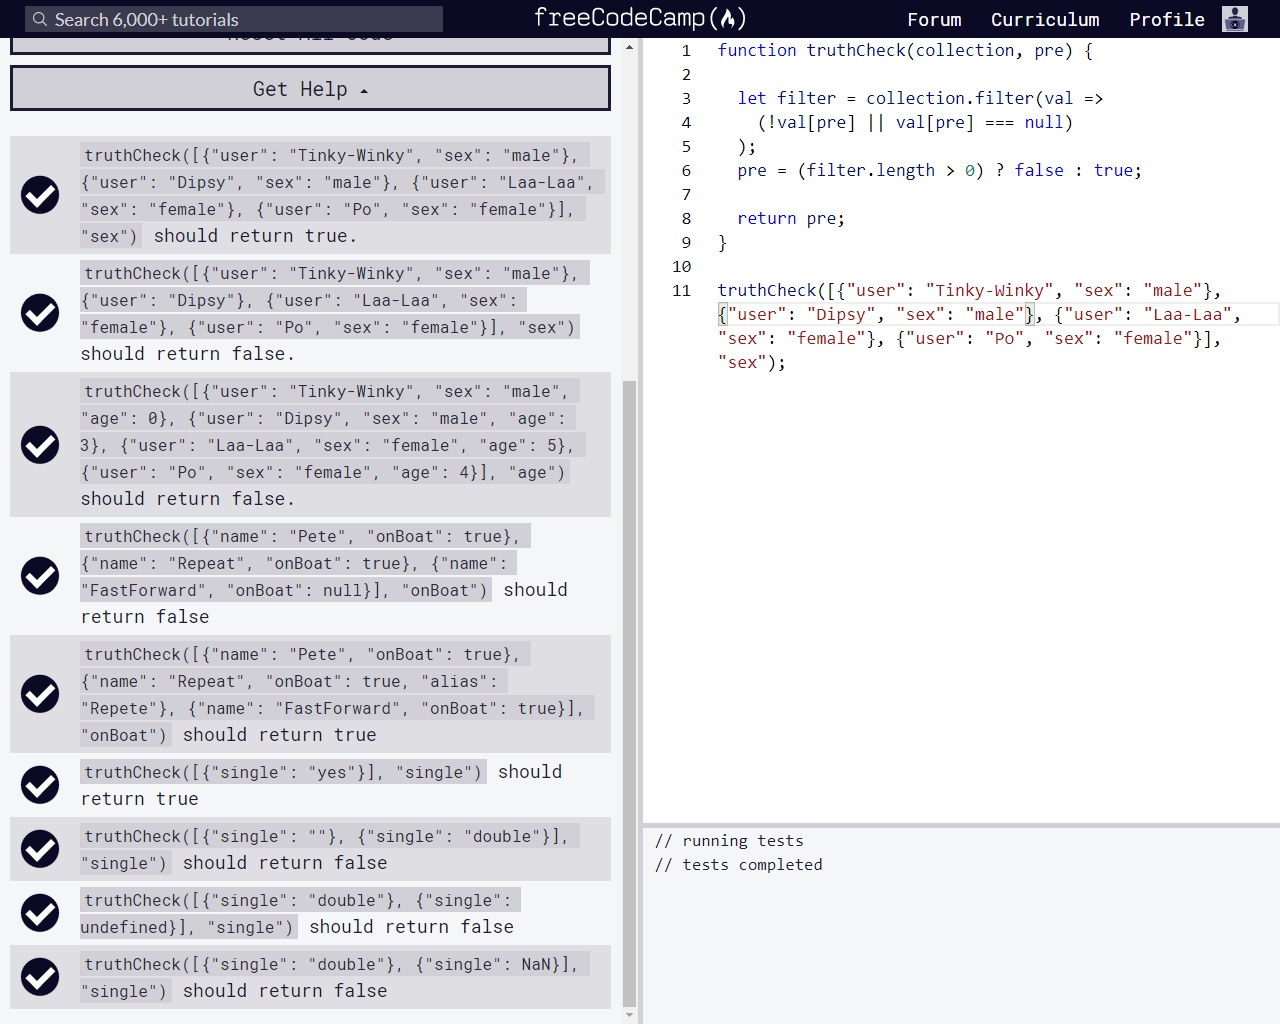 Search 6,000+ tutorials
freeCodeCamp(🔥)
Forum
Curriculum
Profile
Reset All Code
Get Help
truthCheck([{"user": "Tinky-Winky", "sex": "male"},
{"user": "Dipsy", "sex": "male"}, {"user": "Laa-Laa",
"sex": "female"}, {"user": "Po", "sex": "female"}],
"sex") should return true.
truthCheck([{"user": "Tinky-Winky", "sex": "male"},
{"user": "Dipsy"}, {"user": "Laa-Laa", "sex":
"female"}, {"user": "Po", "sex": "female"}], "sex")
should return false.
truthCheck([{"user": "Tinky-Winky", "sex": "male",
"age": 0}, {"user": "Dipsy", "sex": "male", "age":
3}, {"user": "Laa-Laa", "sex": "female", "age": 5},
{"user": "Po", "sex": "female", "age": 4}], "age")
should return false.
truthCheck([{"name": "Pete", "onBoat": true},
{"name": "Repeat", "onBoat": true}, {"name":
"FastForward", "onBoat": null}], "onBoat") should
return false
truthCheck([{"name": "Pete", "onBoat": true},
{"name": "Repeat", "onBoat": true, "alias":
"Repete"}, {"name": "FastForward", "onBoat": true}],
"onBoat") should return true
truthCheck([{"single": "yes"}], "single") should
return true
truthCheck([{"single": ""}, {"single": "double"}],
"single") should return false
truthCheck([{"single": "double"}, {"single":
undefined}], "single") should return false
truthCheck([{"single": "double"}, {"single": NaN}],
"single") should return false
1 function truthCheck(collection, pre) {
2
3 let filter = collection.filter(val =>
4 (!val[pre] || val[pre] === null)
5 );
6 pre = (filter.length > 0) ? false : true;
7
8 return pre;
9 }
10
11 truthCheck([{"user": "Tinky-Winky", "sex": "male"},
{"user": "Dipsy", "sex": "male"}, {"user": "Laa-Laa",
"sex": "female"}, {"user": "Po", "sex": "female"}],
"sex");
// running tests
// tests completed